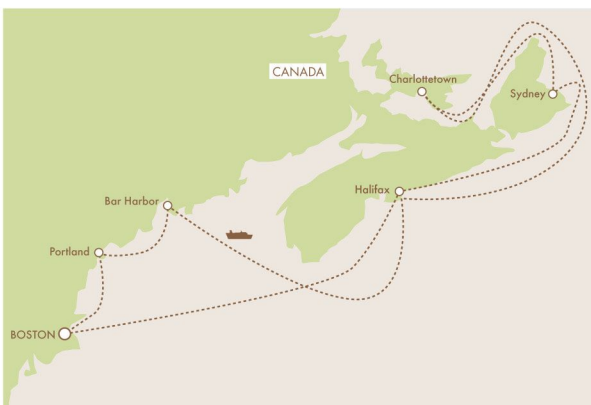 CANADA
Charlottetown
Sydney
Halifax
Bar Harbor
Portland
BOSTON